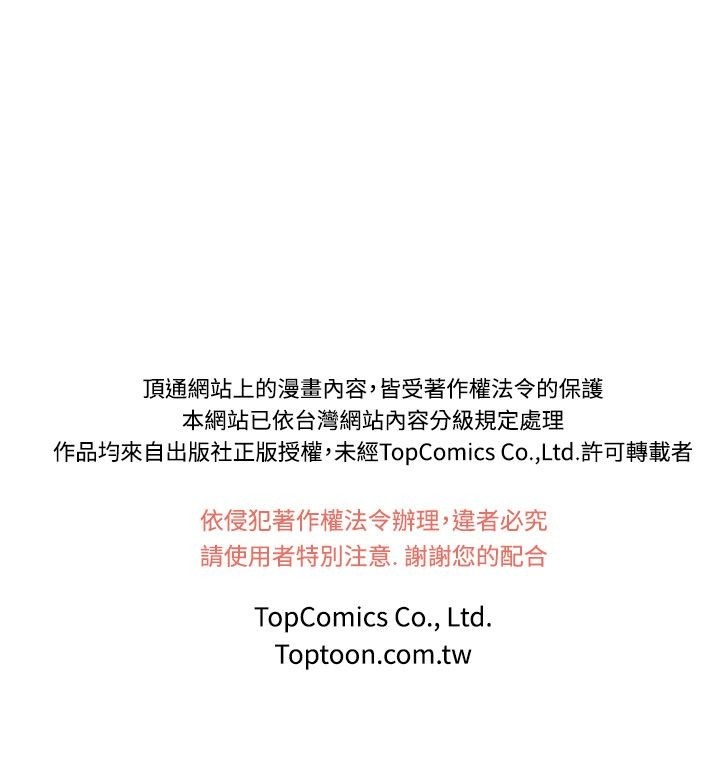 頂通網站上的漫畫內容，皆受著作權法令的保護
本網站已依台灣網站內容分級規定處理
作品均來自出版社正版授權，未經TopComics Co.,Ltd.許可轉載者
依侵犯著作權法令辦理，違者必究
請使用者特別注意. 謝謝您的配合
TopComics Co., Ltd.
Toptoon.com.tw